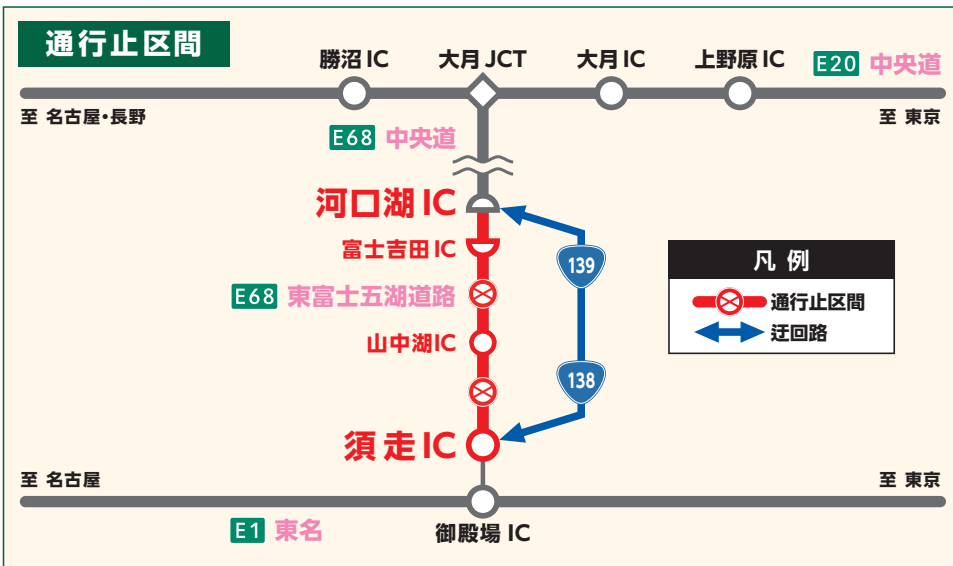 通行止区間
勝沼 IC
大月 JCT
大月 IC
上野原 IC
E20 中央道
至 名古屋・長野
至 東京
E68 中央道
河口湖 IC
富士吉田 IC
139
凡 例
E68 東富士五湖道路
通行止区間
迂回路
山中湖IC
138
須走 IC
至 名古屋
至 東京
E1 東名
御殿場 IC